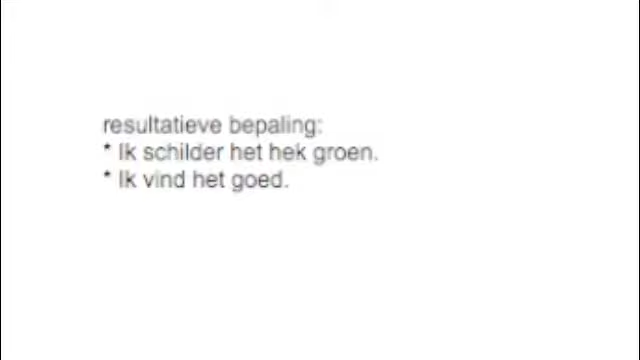 resultatieve bepaling:
* Ik schilder het hek groen.
* Ik vind het goed.